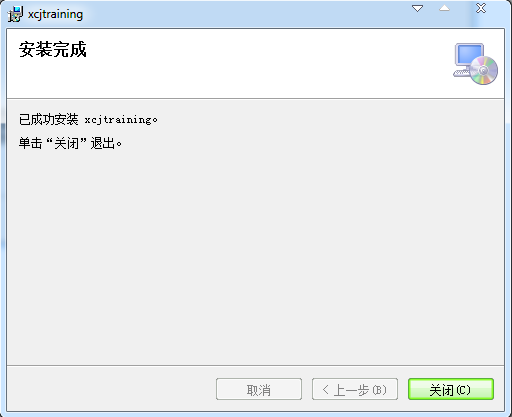 xcjtraining
安装完成
已成功安装 xcjtraining。
单击“关闭”退出。
取消
< 上一步(B)
关闭(C)